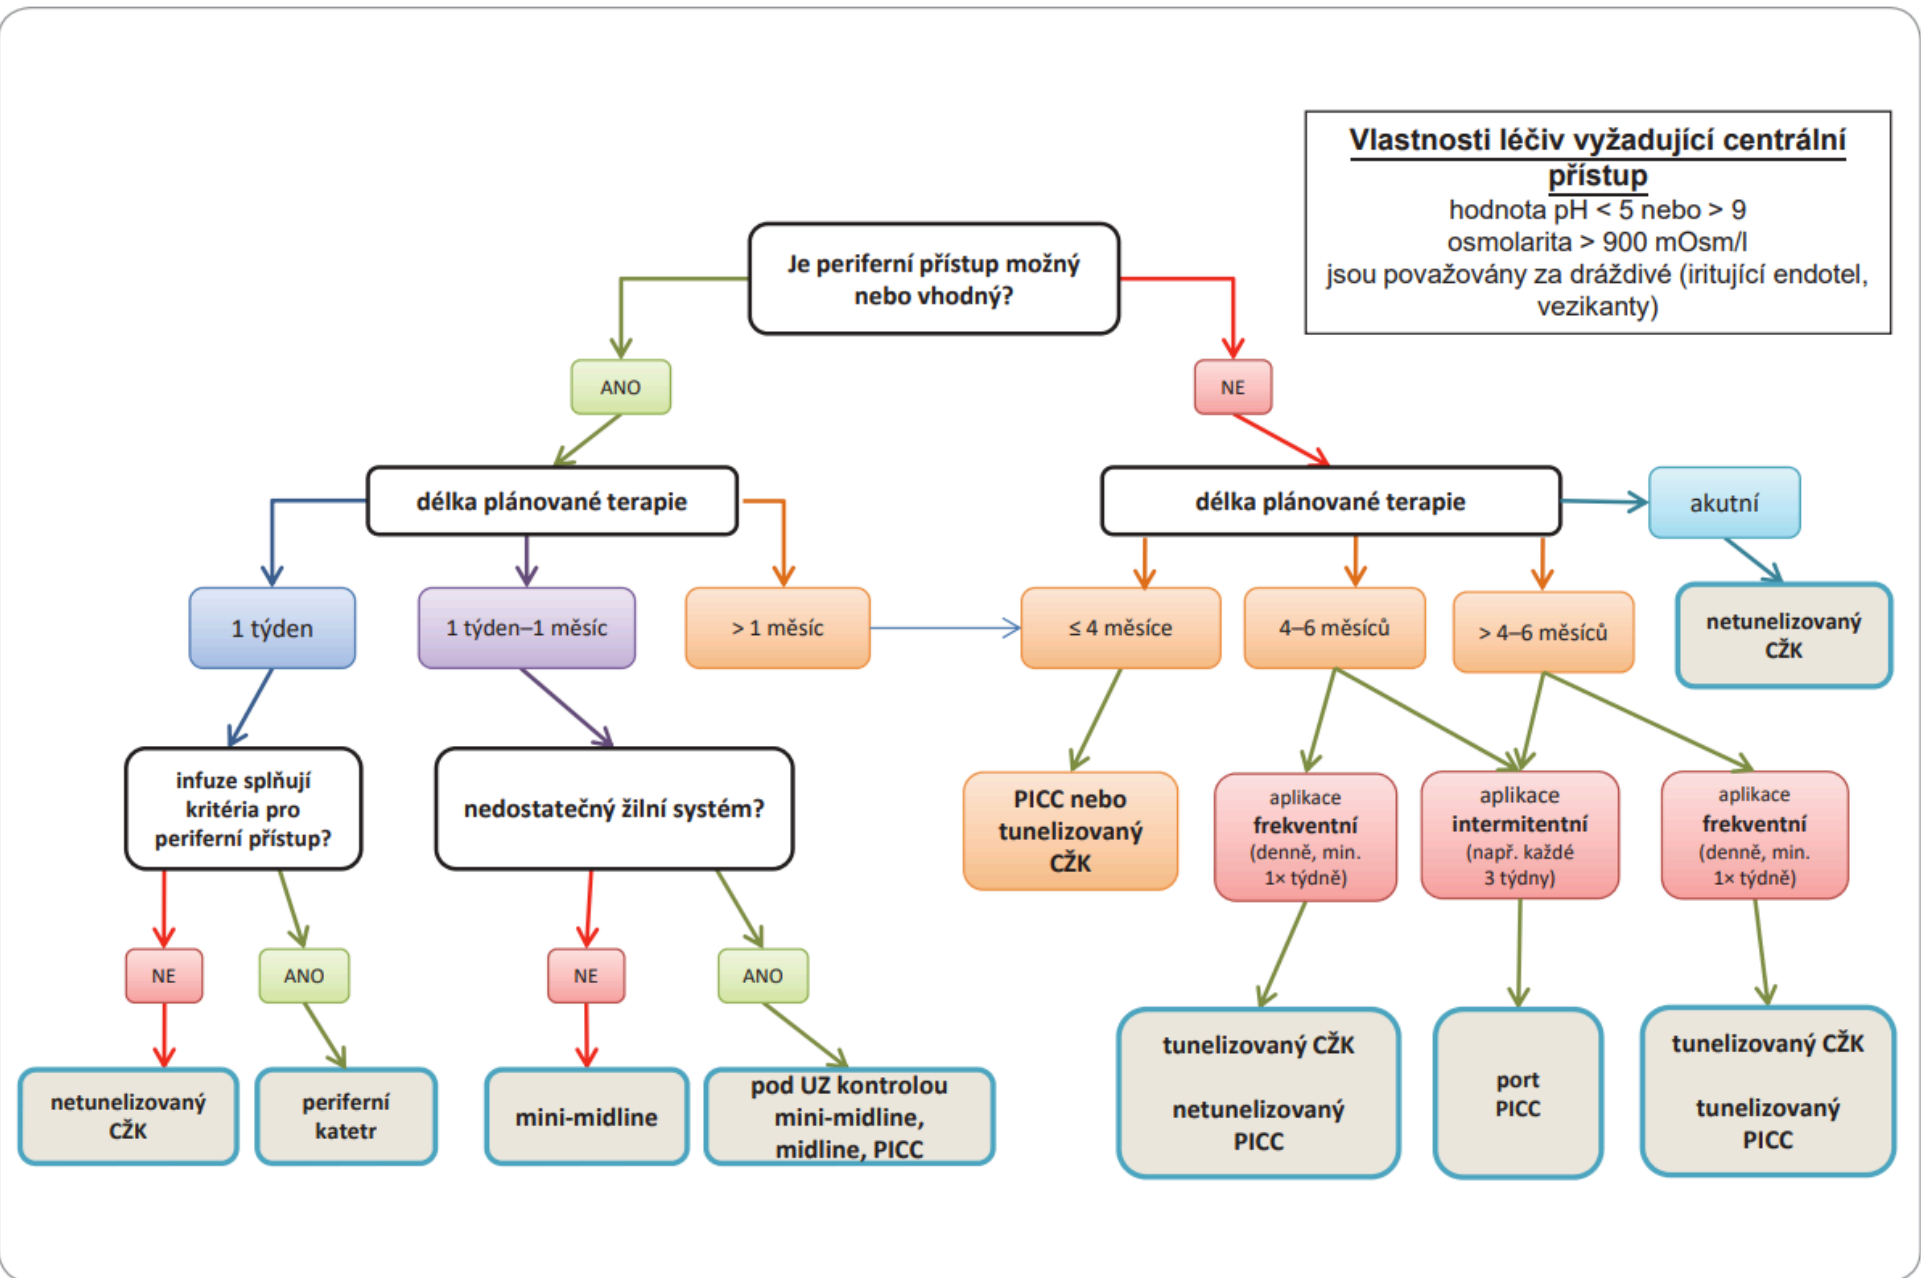 Vlastnosti léčiv vyžadující centrální
přístup
hodnota pH < 5 nebo > 9
osmolarita > 900 mOsm/l
jsou považovány za dráždivé (iritující endotel,
vezikanty)
Je periferní přístup možný
nebo vhodný?
ANO
NE
délka plánované terapie
délka plánované terapie
akutní
1 týden
1 týden–1 měsíc
> 1 měsíc
≤ 4 měsíce
4–6 měsíců
> 4–6 měsíců
netunelizovaný
CŽK
infuze splňují
kritéria pro
periferní přístup?
nedostatečný žilní systém?
PICC nebo
tunelizovaný
CŽK
aplikace
frekventní
(denně, min.
1× týdně)
aplikace
intermitentní
(např. každé
3 týdny)
aplikace
frekventní
(denně, min.
1× týdně)
NE
ANO
NE
ANO
netunelizovaný
CŽK
periferní
katetr
mini-midline
pod UZ kontrolou
mini-midline,
midline, PICC
tunelizovaný CŽK
netunelizovaný
PICC
port
PICC
tunelizovaný CŽK
tunelizovaný
PICC